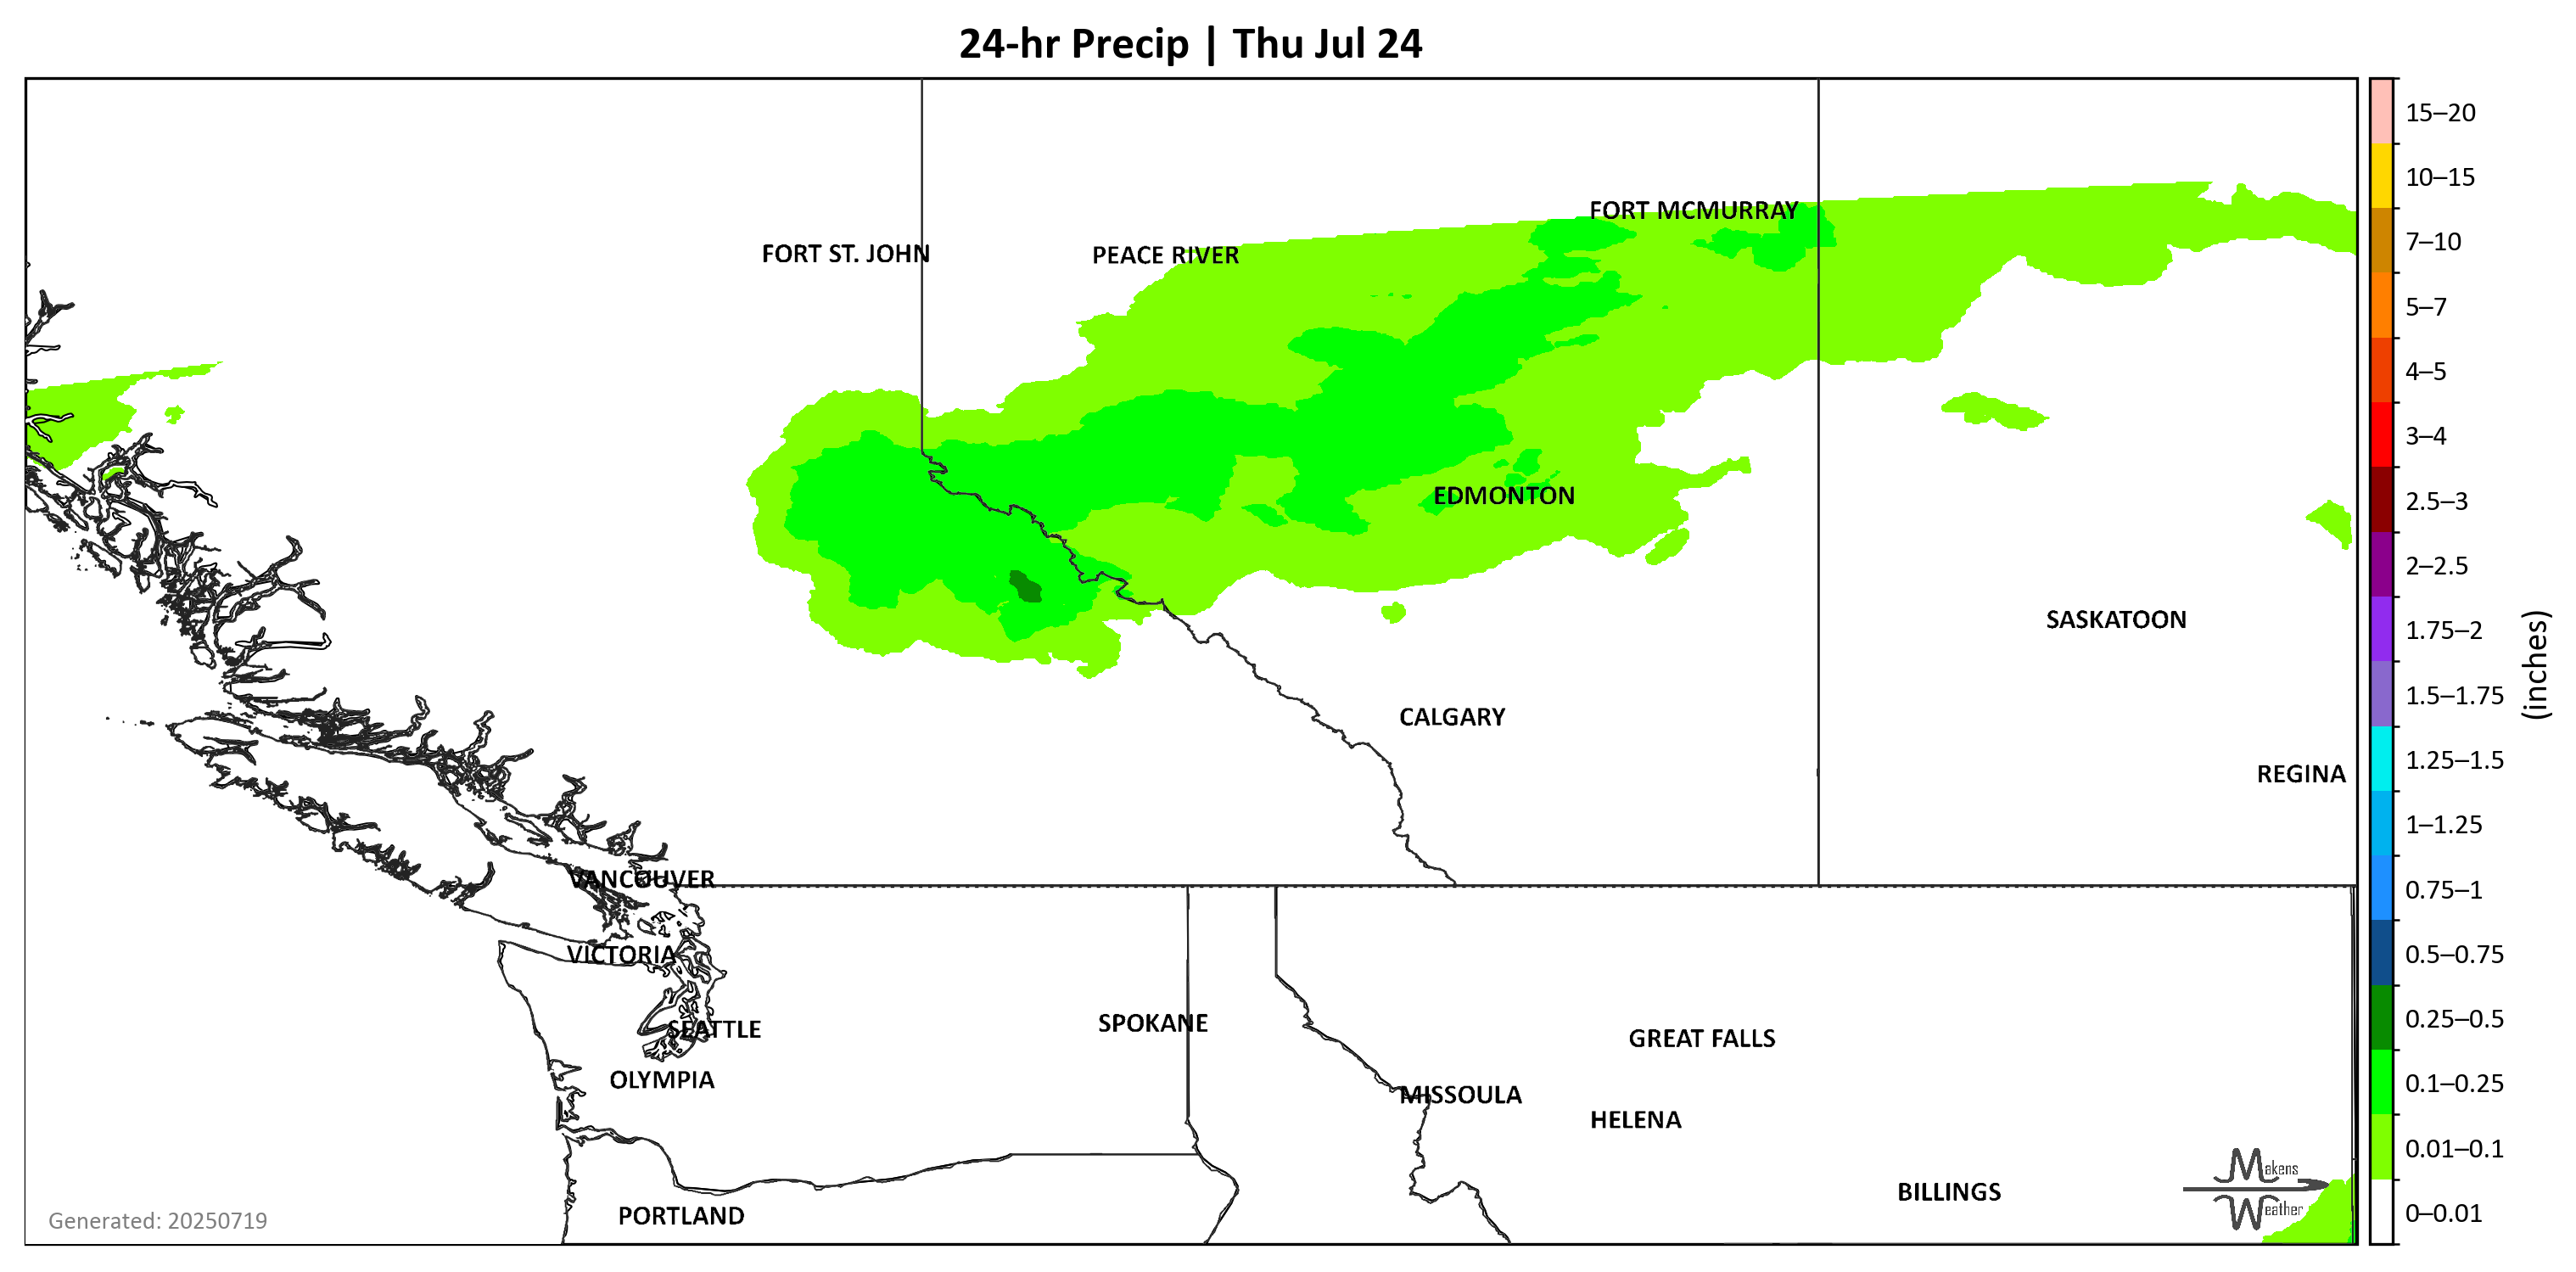 24-hr Precip | Thu Jul 24
FORT MCMURRAY
FORT ST. JOHN
PEACE RIVER
EDMONTON
SASKATOON
CALGARY
REGINA
VANCOUVER
VICTORIA
SEATTLE
SPOKANE
GREAT FALLS
OLYMPIA
MISSOULA
HELENA
BILLINGS
PORTLAND
Makens
Weather
Generated: 20250719
15–20
10–15
7–10
5–7
4–5
3–4
2.5–3
2–2.5
1.75–2
1.5–1.75
1.25–1.5
1–1.25
0.75–1
0.5–0.75
0.25–0.5
0.1–0.25
0.01–0.1
0–0.01
(inches)